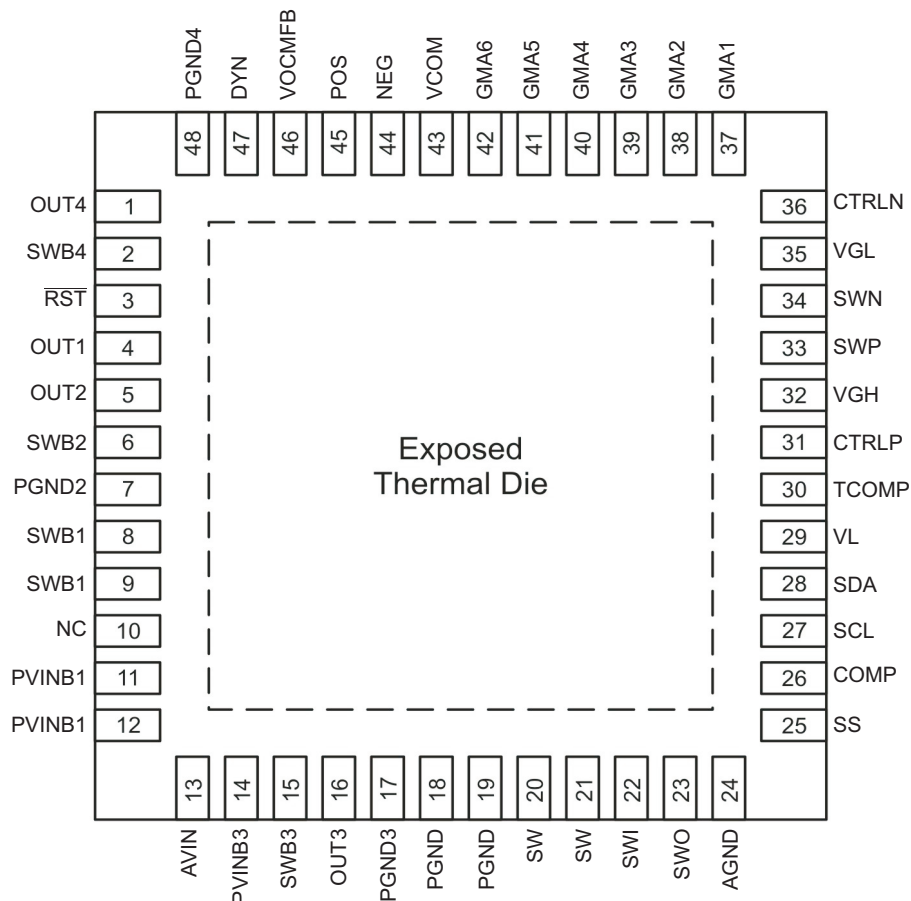 PGND4
DYN
VOCMFB
POS
NEG
VCOM
GMA6
GMA5
GMA4
GMA3
GMA2
GMA1
48
47
46
45
44
43
42
41
40
39
38
37
OUT4 1
SWB4 2
RST 3
OUT1 4
OUT2 5
SWB2 6
PGND2 7
SWB1 8
SWB1 9
NC 10
PVINB1 11
PVINB1 12
Exposed
Thermal Die
36 CTRLN
35 VGL
34 SWN
33 SWP
32 VGH
31 CTRLP
30 TCOMP
29 VL
28 SDA
27 SCL
26 COMP
25 SS
13
14
15
16
17
18
19
20
21
22
23
24
AVIN
PVINB3
SWB3
OUT3
PGND3
PGND
PGND
SW
SW
SWI
SWO
AGND